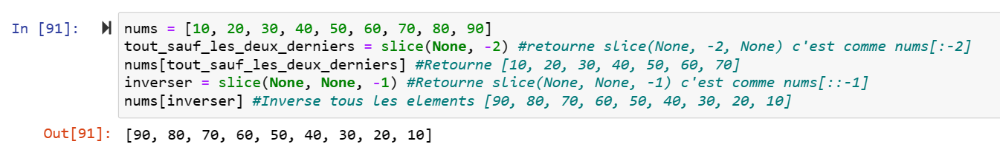 In [91]: nums = [10, 20, 30, 40, 50, 60, 70, 80, 90]
tout_sauf_les_deux_derniers = slice(None, -2) #retourne slice(None, -2, None) c'est comme nums[:-2]
nums[tout_sauf_les_deux_derniers] #Retourne [10, 20, 30, 40, 50, 60, 70]
inverser = slice(None, None, -1) #Retourne slice(None, None, -1) c'est comme nums[::-1]
nums[inverser] #Inverse tous les elements [90, 80, 70, 60, 50, 40, 30, 20, 10]
Out[91]: [90, 80, 70, 60, 50, 40, 30, 20, 10]